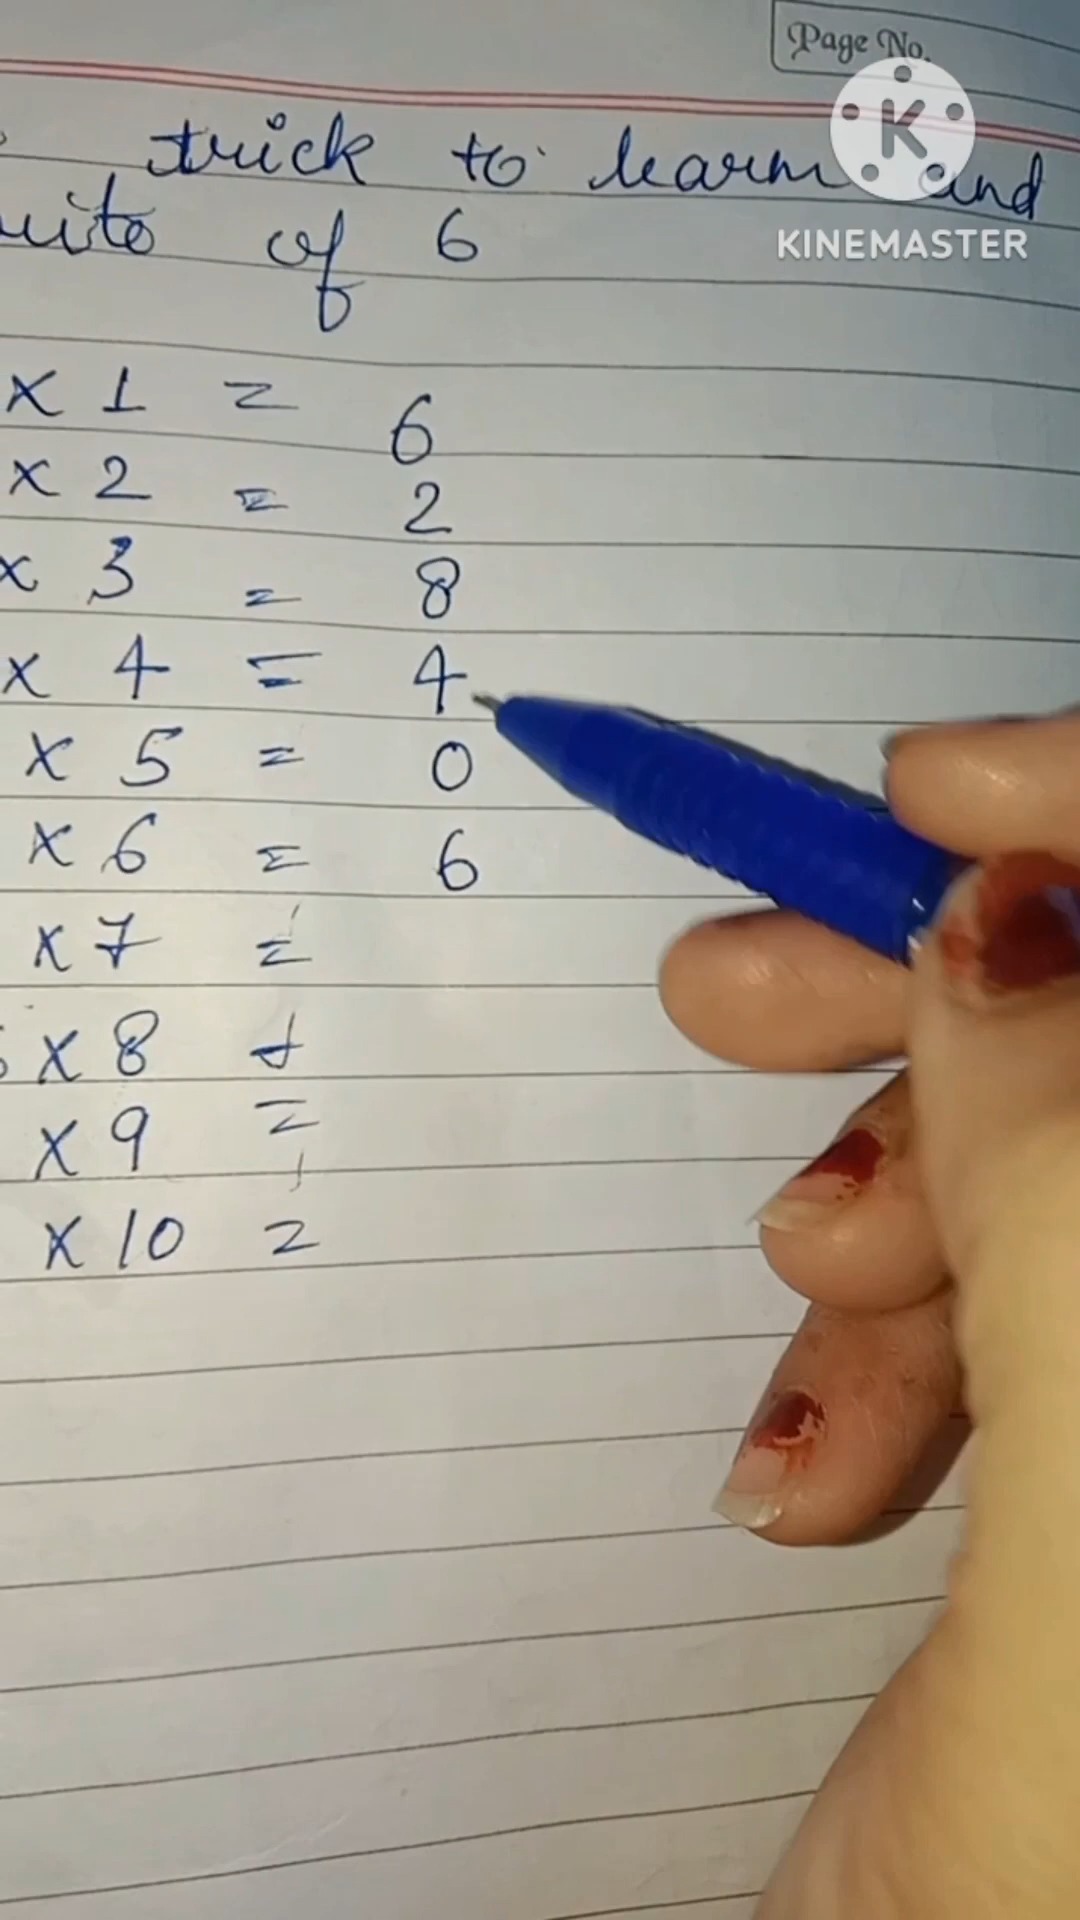 Page No.
trick to learn and
of 6
x 1 = 6
x 2 = 2
x 3 = 8
x 4 = 4
x 5 = 0
x 6 = 6
x 7 =
x 8 =
x 9 =
x 10 =
KINEMASTER